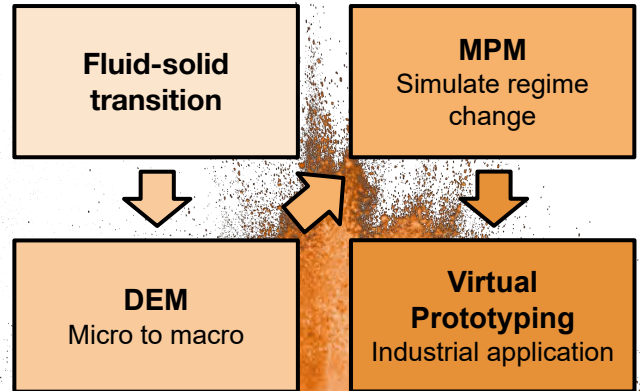 Fluid-solid
transition
DEM
Micro to macro
MPM
Simulate regime
change
Virtual
Prototyping
Industrial application